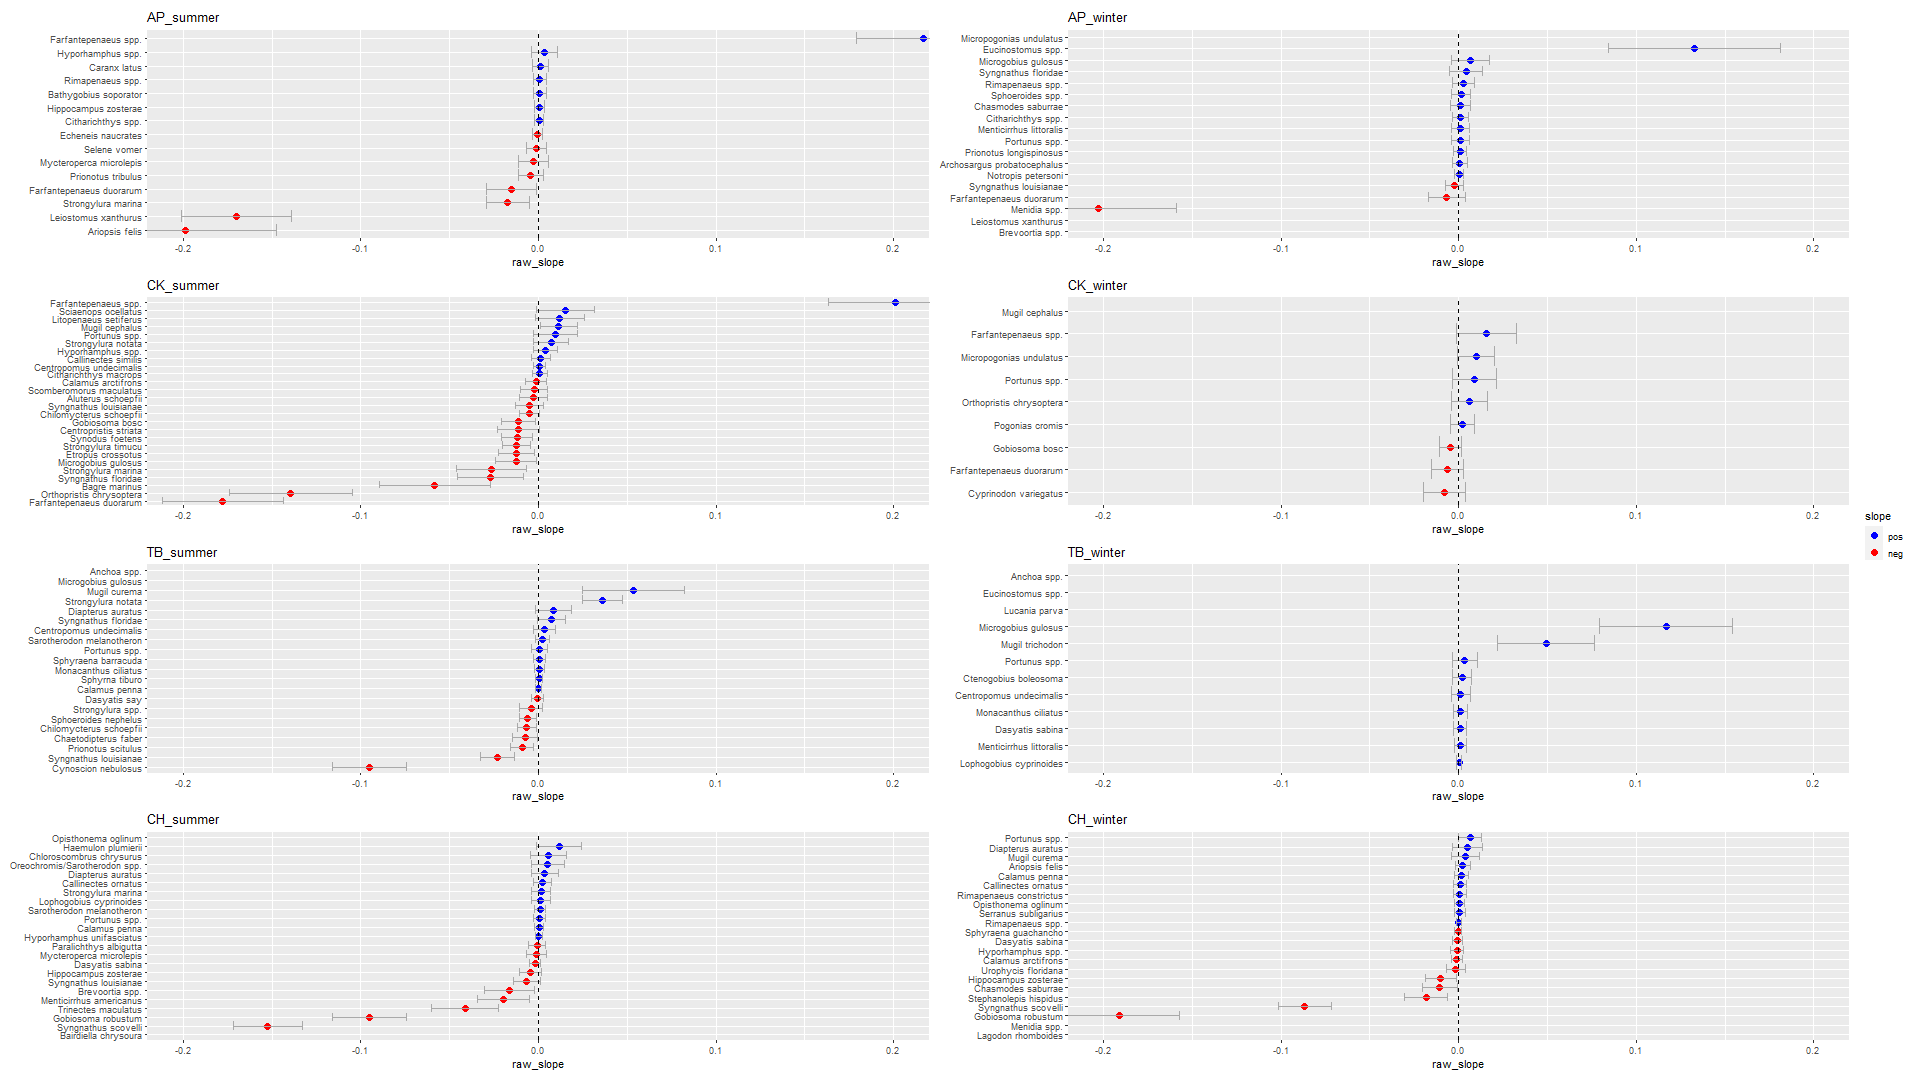 AP_summer
Farfantepenaeus spp.
Hyporhamphus spp.
Caranx latus
Rimapenaeus spp.
Bathygobius soporator
Hippocampus zosterae
Citharichthys spp.
Echeneis naucrates
Selene vomer
Mycteroperca microlepis
Prionotus tribulus
Farfantepenaeus duorarum
Strongylura marina
Leiostomus xanthurus
Ariopsis felis
-0.2 -0.1 0.0 0.1 0.2
raw_slope
AP_winter
Micropogonias undulatus
Eucinostomus spp.
Microgobius gulosus
Syngnathus floridae
Rimapenaeus spp.
Sphoeroides spp.
Chasmodes saburrae
Citharichthys spp.
Menticirrhus littoralis
Portunus spp.
Prionotus longispinosus
Archosargus probatocephalus
Notropis petersoni
Syngnathus louisianae
Farfantepenaeus duorarum
Menidia spp.
Leiostomus xanthurus
Brevoortia spp.
-0.2 -0.1 0.0 0.1 0.2
raw_slope
CK_summer
Farfantepenaeus spp.
Sciaenops ocellatus
Litopenaeus setiferus
Mugil cephalus
Portunus spp.
Strongylura notata
Hyporhamphus spp.
Callinectes similis
Centropomus undecimalis
Citharichthys macrops
Calamus arctifrons
Scomberomorus maculatus
Aluterus schoepfii
Syngnathus louisianae
Chilomycterus schoepfii
Gobiosoma bosc
Centropristis striata
Synodus foetens
Strongylura timucu
Etropus crossotus
Microgobius gulosus
Strongylura marina
Syngnathus floridae
Bagre marinus
Orthopristis chrysoptera
Farfantepenaeus duorarum
-0.2 -0.1 0.0 0.1 0.2
raw_slope
CK_winter
Mugil cephalus
Farfantepenaeus spp.
Micropogonias undulatus
Portunus spp.
Orthopristis chrysoptera
Pogonias cromis
Gobiosoma bosc
Farfantepenaeus duorarum
Cyprinodon variegatus
-0.2 -0.1 0.0 0.1 0.2
raw_slope
TB_summer
Anchoa spp.
Microgobius gulosus
Mugil curema
Strongylura notata
Diapterus auratus
Syngnathus floridae
Centropomus undecimalis
Sarotherodon melanotheron
Portunus spp.
Sphyraena barracuda
Monacanthus ciliatus
Sphyrna tiburo
Calamus penna
Dasyatis say
Strongylura spp.
Sphoeroides nephelus
Chilomycterus schoepfii
Chaetodipterus faber
Prionotus scitulus
Syngnathus louisianae
Cynoscion nebulosus
-0.2 -0.1 0.0 0.1 0.2
raw_slope
TB_winter
Anchoa spp.
Eucinostomus spp.
Lucania parva
Microgobius gulosus
Mugil trichodon
Portunus spp.
Ctenogobius boleosoma
Centropomus undecimalis
Monacanthus ciliatus
Dasyatis sabina
Menticirrhus littoralis
Lophogobius cyprinoides
-0.2 -0.1 0.0 0.1 0.2
raw_slope
CH_summer
Opisthonema oglinum
Haemulon plumierii
Chloroscombrus chrysurus
Oreochromis/Sarotherodon spp.
Diapterus auratus
Callinectes ornatus
Strongylura marina
Lophogobius cyprinoides
Sarotherodon melanotheron
Portunus spp.
Calamus penna
Hyporhamphus unifasciatus
Paralichthys albigutta
Mycteroperca microlepis
Dasyatis sabina
Hippocampus zosterae
Syngnathus louisianae
Brevoortia spp.
Menticirrhus americanus
Trinectes maculatus
Gobiosoma robustum
Syngnathus scovelli
Bairdiella chrysoura
-0.2 -0.1 0.0 0.1 0.2
raw_slope
CH_winter
Portunus spp.
Diapterus auratus
Mugil curema
Ariopsis felis
Calamus penna
Callinectes ornatus
Rimapenaeus constrictus
Opisthonema oglinum
Serranus subligarius
Rimapenaeus spp.
Sphyraena guachancho
Dasyatis sabina
Hyporhamphus spp.
Calamus arctifrons
Urophycis floridana
Hippocampus zosterae
Chasmodes saburrae
Stephanolepis hispidus
Syngnathus scovelli
Gobiosoma robustum
Menidia spp.
Lagodon rhomboides
-0.2 -0.1 0.0 0.1 0.2
raw_slope
slope
pos
neg